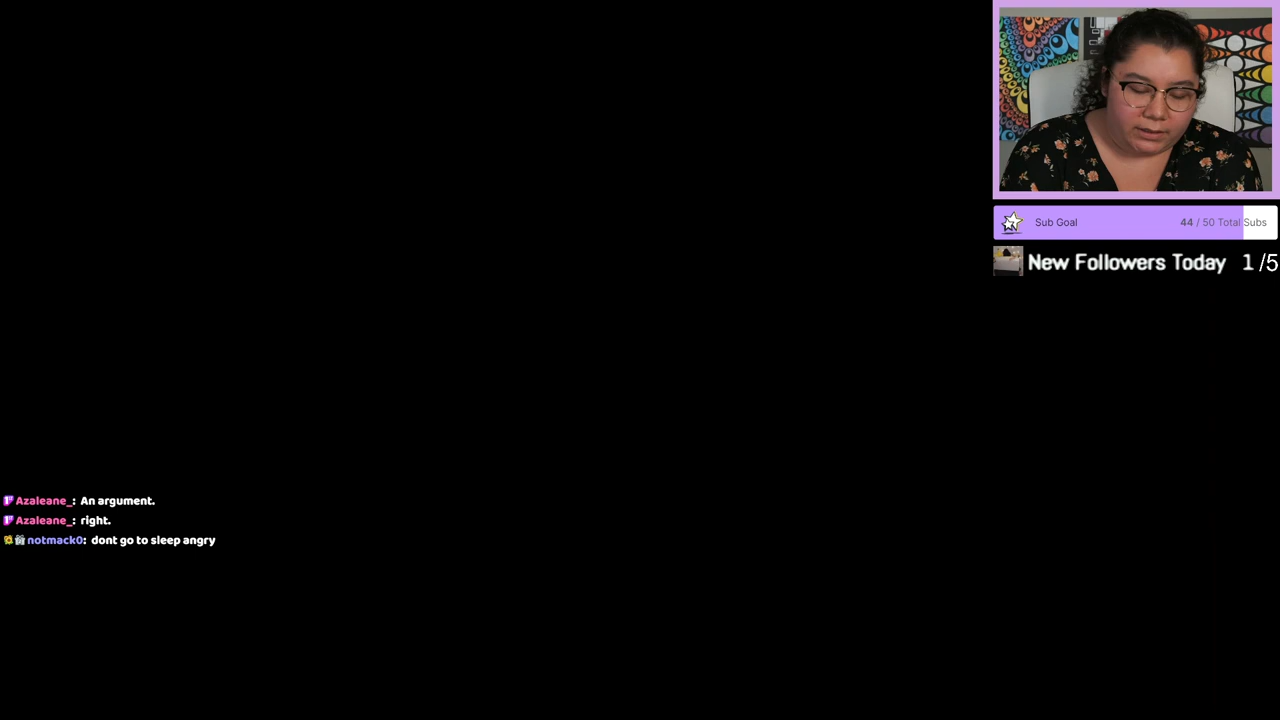 Sub Goal 44 / 50 Total Subs
New Followers Today 1 /5
Azaleane_: An argument.
Azaleane_: right.
notmack0: dont go to sleep angry